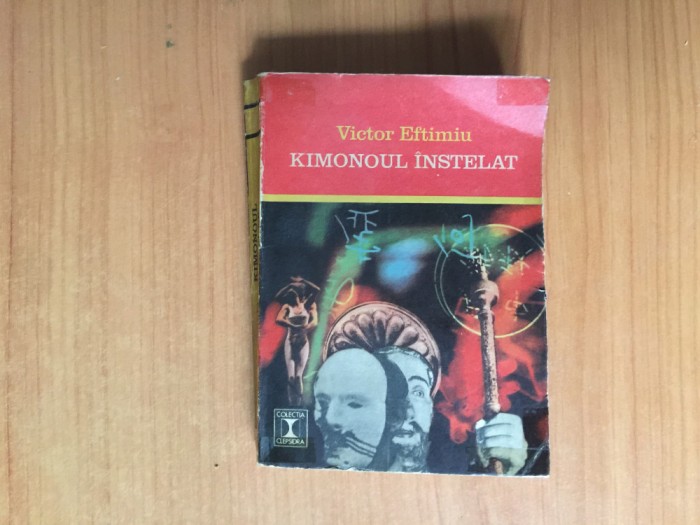 Victor Eftimiu
KIMONOUL ÎNSTELAT
KIMONOUL
COLECȚIA
CLEPSIDRA